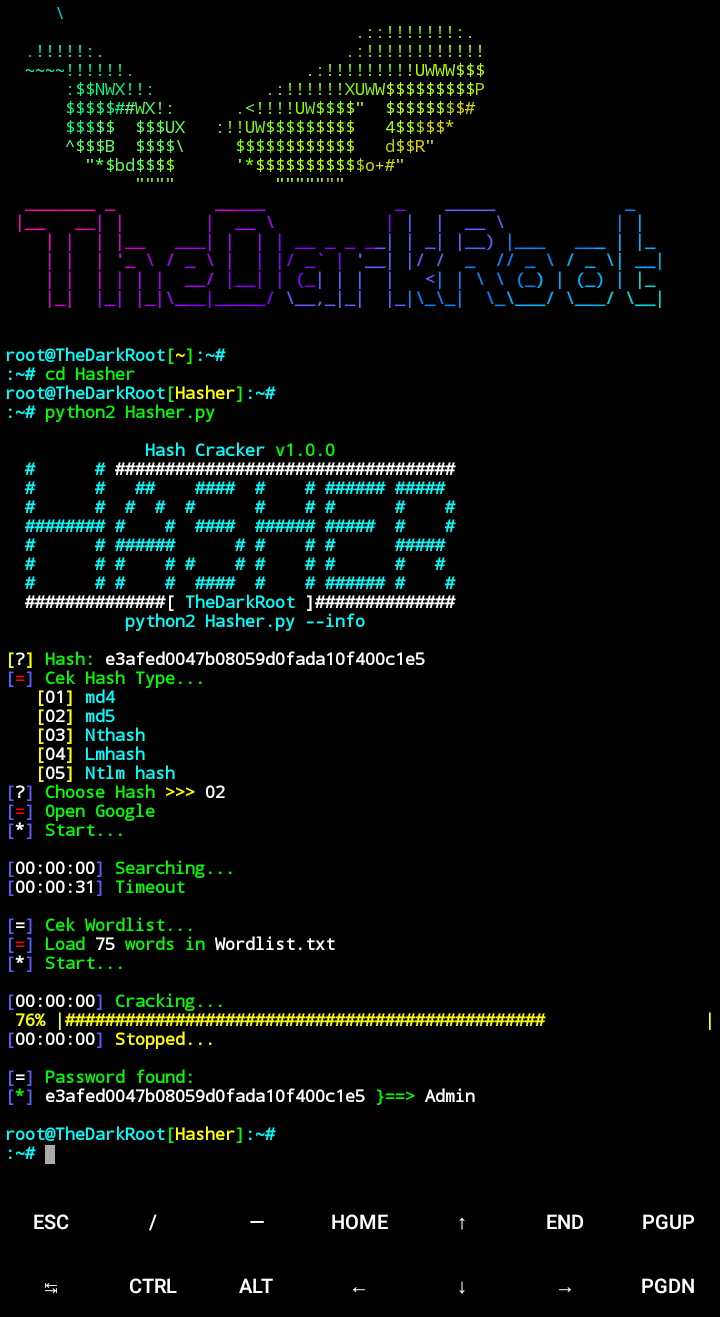 TheDarkRoot
root@TheDarkRoot[~]:~#
:~# cd Hasher
root@TheDarkRoot[Hasher]:~#
:~# python2 Hasher.py
Hash Cracker v1.0.0
HASHER
##############[ TheDarkRoot ]##############
python2 Hasher.py --info
[?] Hash: e3afed0047b08059d0fada10f400c1e5
[=] Cek Hash Type...
[01] md4
[02] md5
[03] Nthash
[04] Lmhash
[05] Ntlm hash
[?] Choose Hash >>> 02
[=] Open Google
[*] Start...
[00:00:00] Searching...
[00:00:31] Timeout
[=] Cek Wordlist...
[=] Load 75 words in Wordlist.txt
[*] Start...
[00:00:00] Cracking...
76% |################################################                |
[00:00:00] Stopped...
[=] Password found:
[*] e3afed0047b08059d0fada10f400c1e5 }==> Admin
root@TheDarkRoot[Hasher]:~#
:~#
ESC / — HOME ↑ END PGUP
↹ CTRL ALT ← ↓ → PGDN